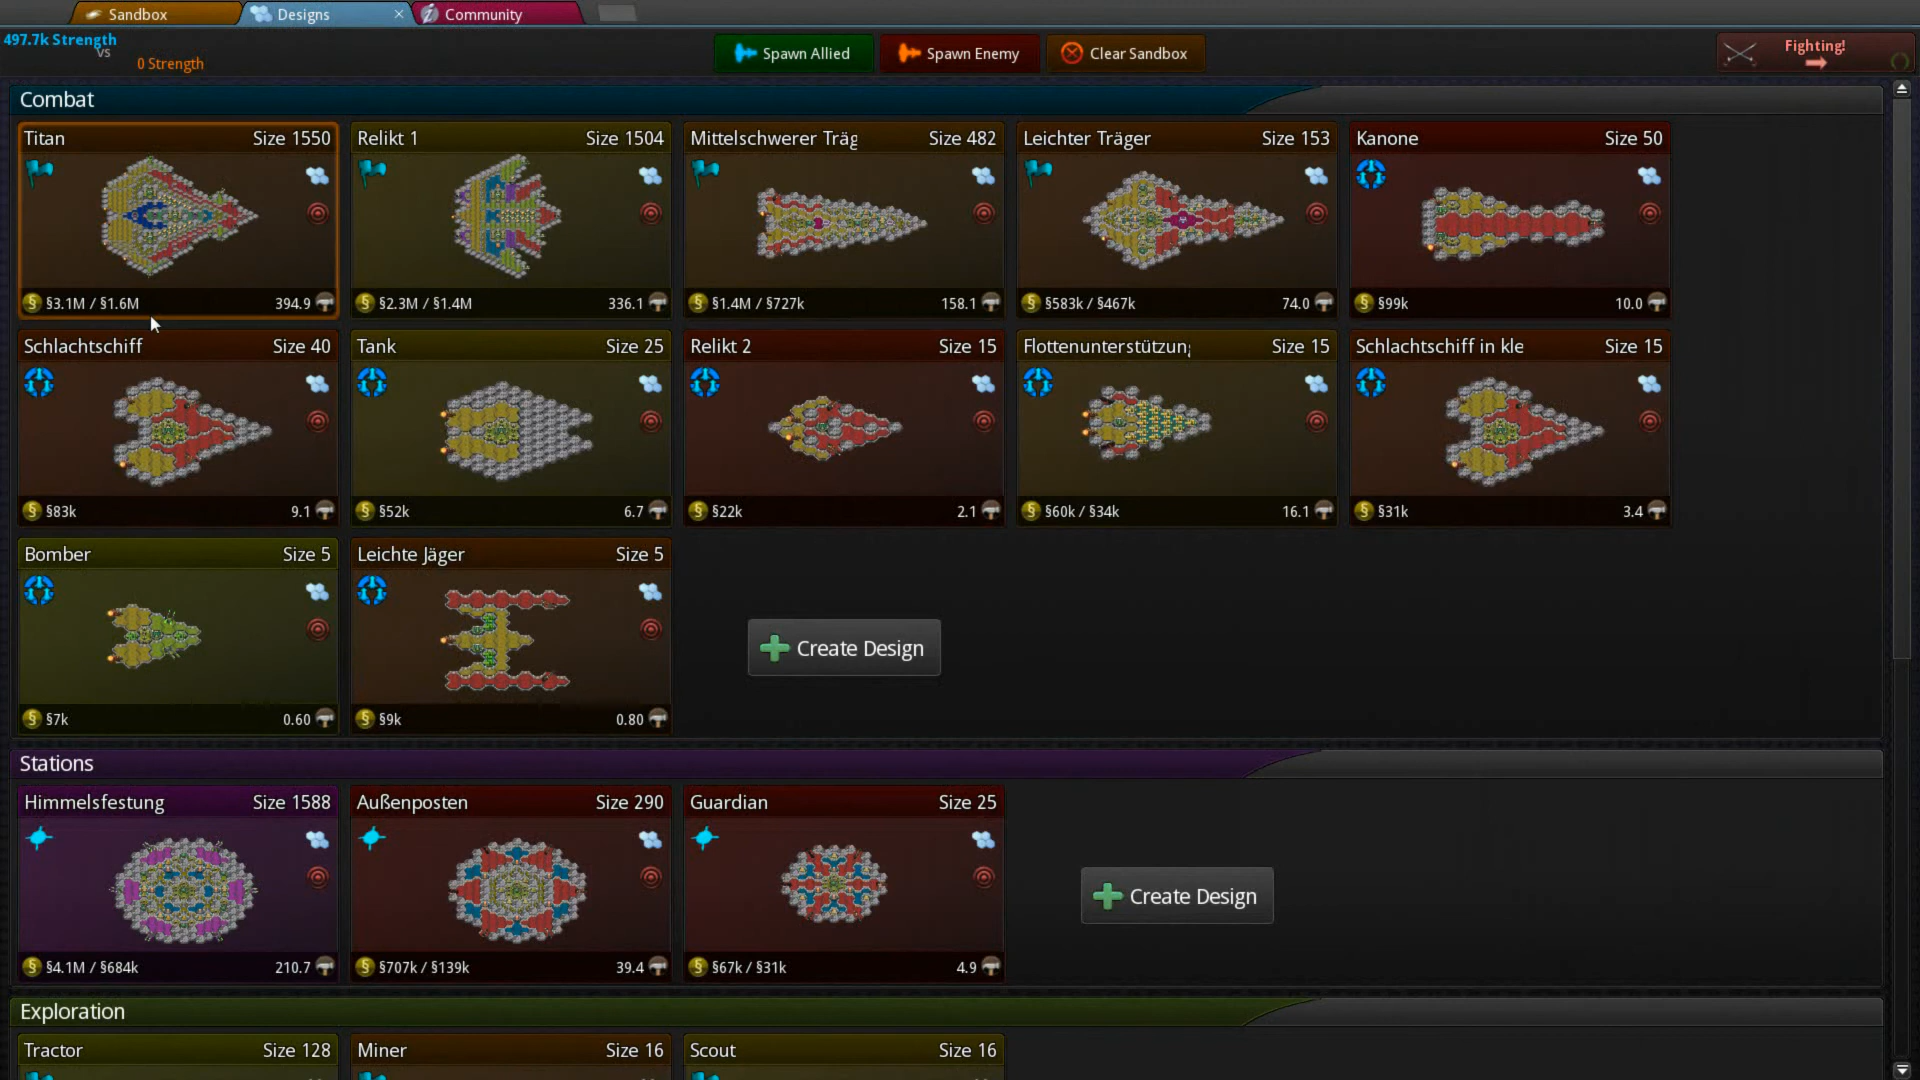 Sandbox
Designs
Community
497.7k Strength
vs
0 Strength
Spawn Allied
Spawn Enemy
Clear Sandbox
Fighting!
Combat
Titan Size 1550
§3.1M / §1.6M 394.9
Relikt 1 Size 1504
§2.3M / §1.4M 336.1
Mittelschwerer Träg Size 482
§1.4M / §727k 158.1
Leichter Träger Size 153
§583k / §467k 74.0
Kanone Size 50
§99k 10.0
Schlachtschiff Size 40
§83k 9.1
Tank Size 25
§52k 6.7
Relikt 2 Size 15
§22k 2.1
Flottenunterstützung Size 15
§60k / §34k 16.1
Schlachtschiff in kle Size 15
§31k 3.4
Bomber Size 5
§7k 0.60
Leichte Jäger Size 5
§9k 0.80
Create Design
Stations
Himmelsfestung Size 1588
§4.1M / §684k 210.7
Außenposten Size 290
§707k / §139k 39.4
Guardian Size 25
§67k / §31k 4.9
Create Design
Exploration
Tractor Size 128
Miner Size 16
Scout Size 16